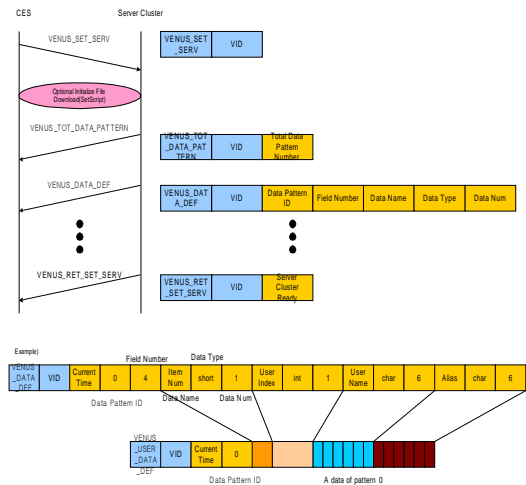 CES
Server Cluster
VENUS_SET_SERV
VENUS_SET
_SERV
VID
Optional Initialize File
Download(SetScript)
VENUS_TOT_DATA_PATTERN
VENUS_TOT
_DATA_PAT
TERN
VID
Total Data
Pattern
Number
VENUS_DATA_DEF
VENUS_DAT
A_DEF
VID
Data Pattern
ID
Field Number
Data Name
Data Type
Data Num
VENUS_RET_SET_SERV
VENUS_RET
_SET_SERV
VID
Server
Cluster
Ready
Example)
Field Number
Data Type
VENUS
_DATA
_DEF
VID
Current
Time
0
4
Item
Num
short
1
User
Index
int
1
User
Name
char
6
Alias
char
6
Data Pattern ID
Data Name
Data Num
VENUS
_USER
_DATA
_DEF
VID
Current
Time
0
Data Pattern ID
A data of pattern 0